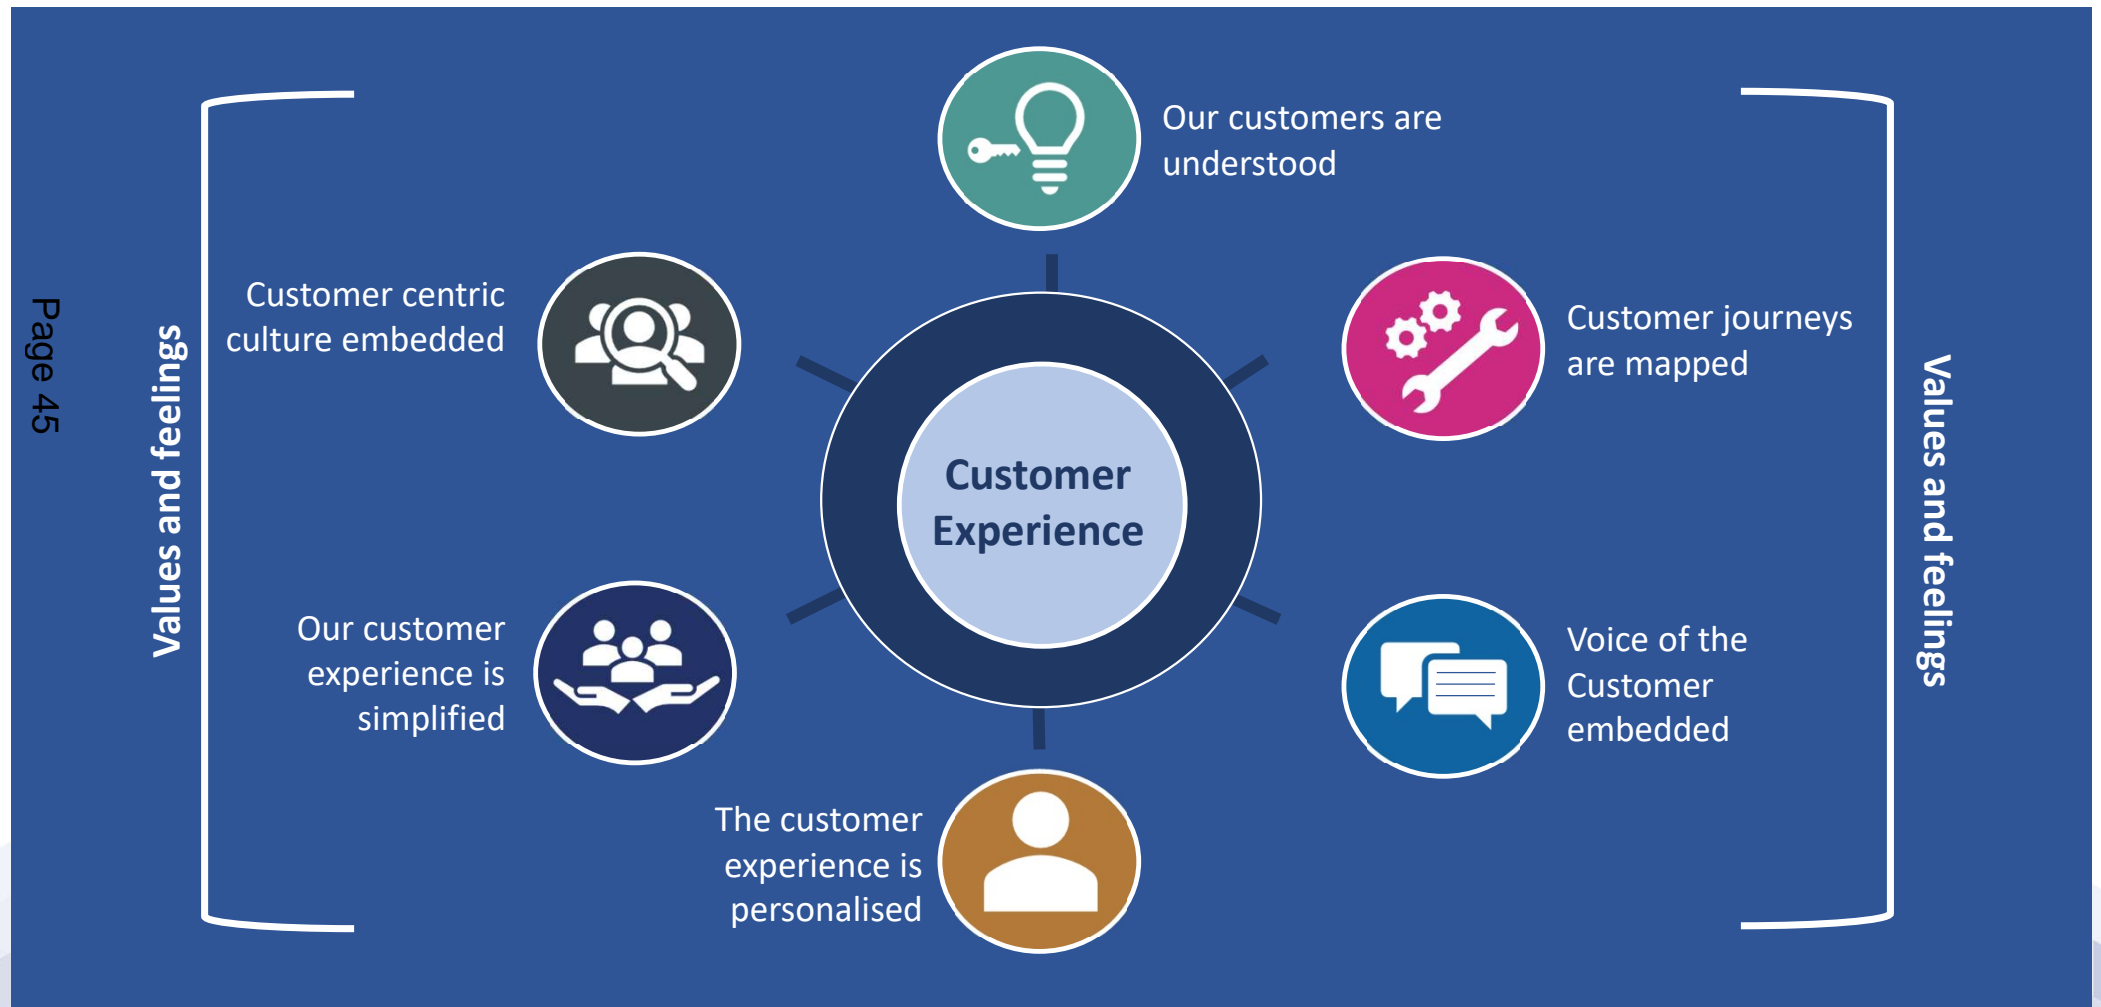 Page 45
Values and feelings
Our customers are
understood
Customer centric
culture embedded
Customer journeys
are mapped
Customer
Experience
Our customer
experience is
simplified
Voice of the
Customer
embedded
The customer
experience is
personalised
Values and feelings